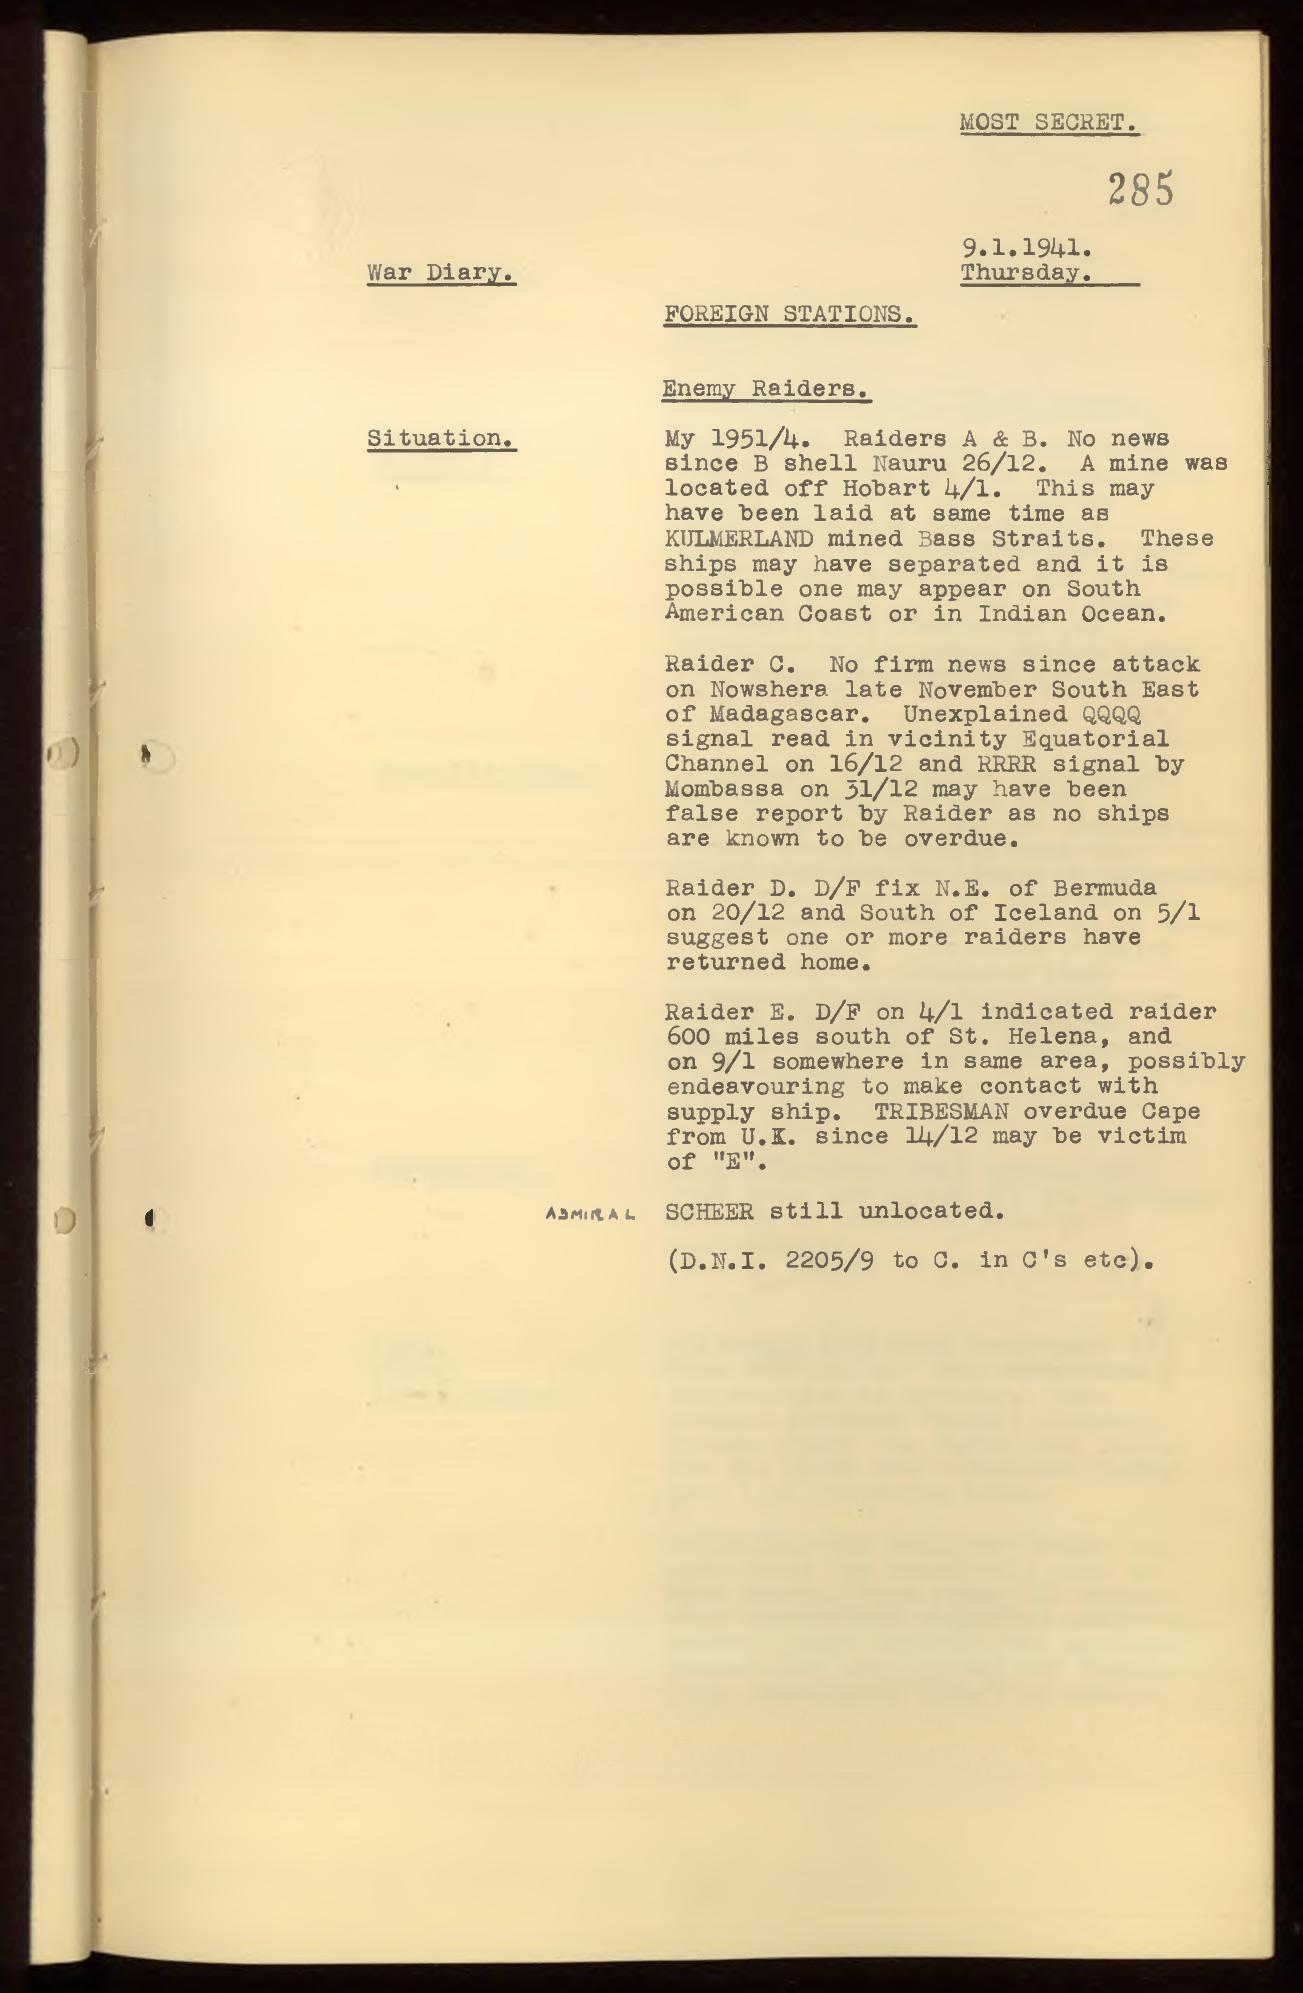 MOST SECRET.
285
9.1.1941.
War Diary.
Thursday.
FOREIGN STATIONS.
Enemy Raiders.
Situation.
My 1951/4. Raiders A & B. No news
since B shell Nauru 26/12. A mine was
located off Hobart 4/1. This may
have been laid at same time as
KULMERLAND mined Bass Straits. These
ships may have separated and it is
possible one may appear on South
American Coast or in Indian Ocean.
Raider C. No firm news since attack
on Nowshera late November South East
of Madagascar. Unexplained QQQQ
signal read in vicinity Equatorial
Channel on 16/12 and RRRR signal by
Mombassa on 31/12 may have been
false report by Raider as no ships
are known to be overdue.
Raider D. D/F fix N.E. of Bermuda
on 20/12 and South of Iceland on 5/1
suggest one or more raiders have
returned home.
Raider E. D/F on 4/1 indicated raider
600 miles south of St. Helena, and
on 9/1 somewhere in same area, possibly
endeavouring to make contact with
supply ship. TRIBESMAN overdue Cape
from U.K. since 14/12 may be victim
of "E".
ADMIRAL SCHEER still unlocated.
(D.N.I. 2205/9 to C. in C's etc).